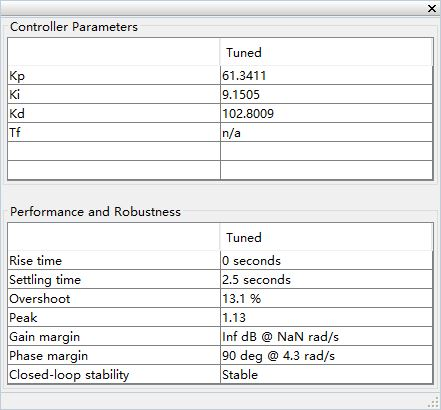 Controller Parameters
Tuned
Kp 61.3411
Ki 9.1505
Kd 102.8009
Tf n/a
Performance and Robustness
Tuned
Rise time 0 seconds
Settling time 2.5 seconds
Overshoot 13.1 %
Peak 1.13
Gain margin Inf dB @ NaN rad/s
Phase margin 90 deg @ 4.3 rad/s
Closed-loop stability Stable